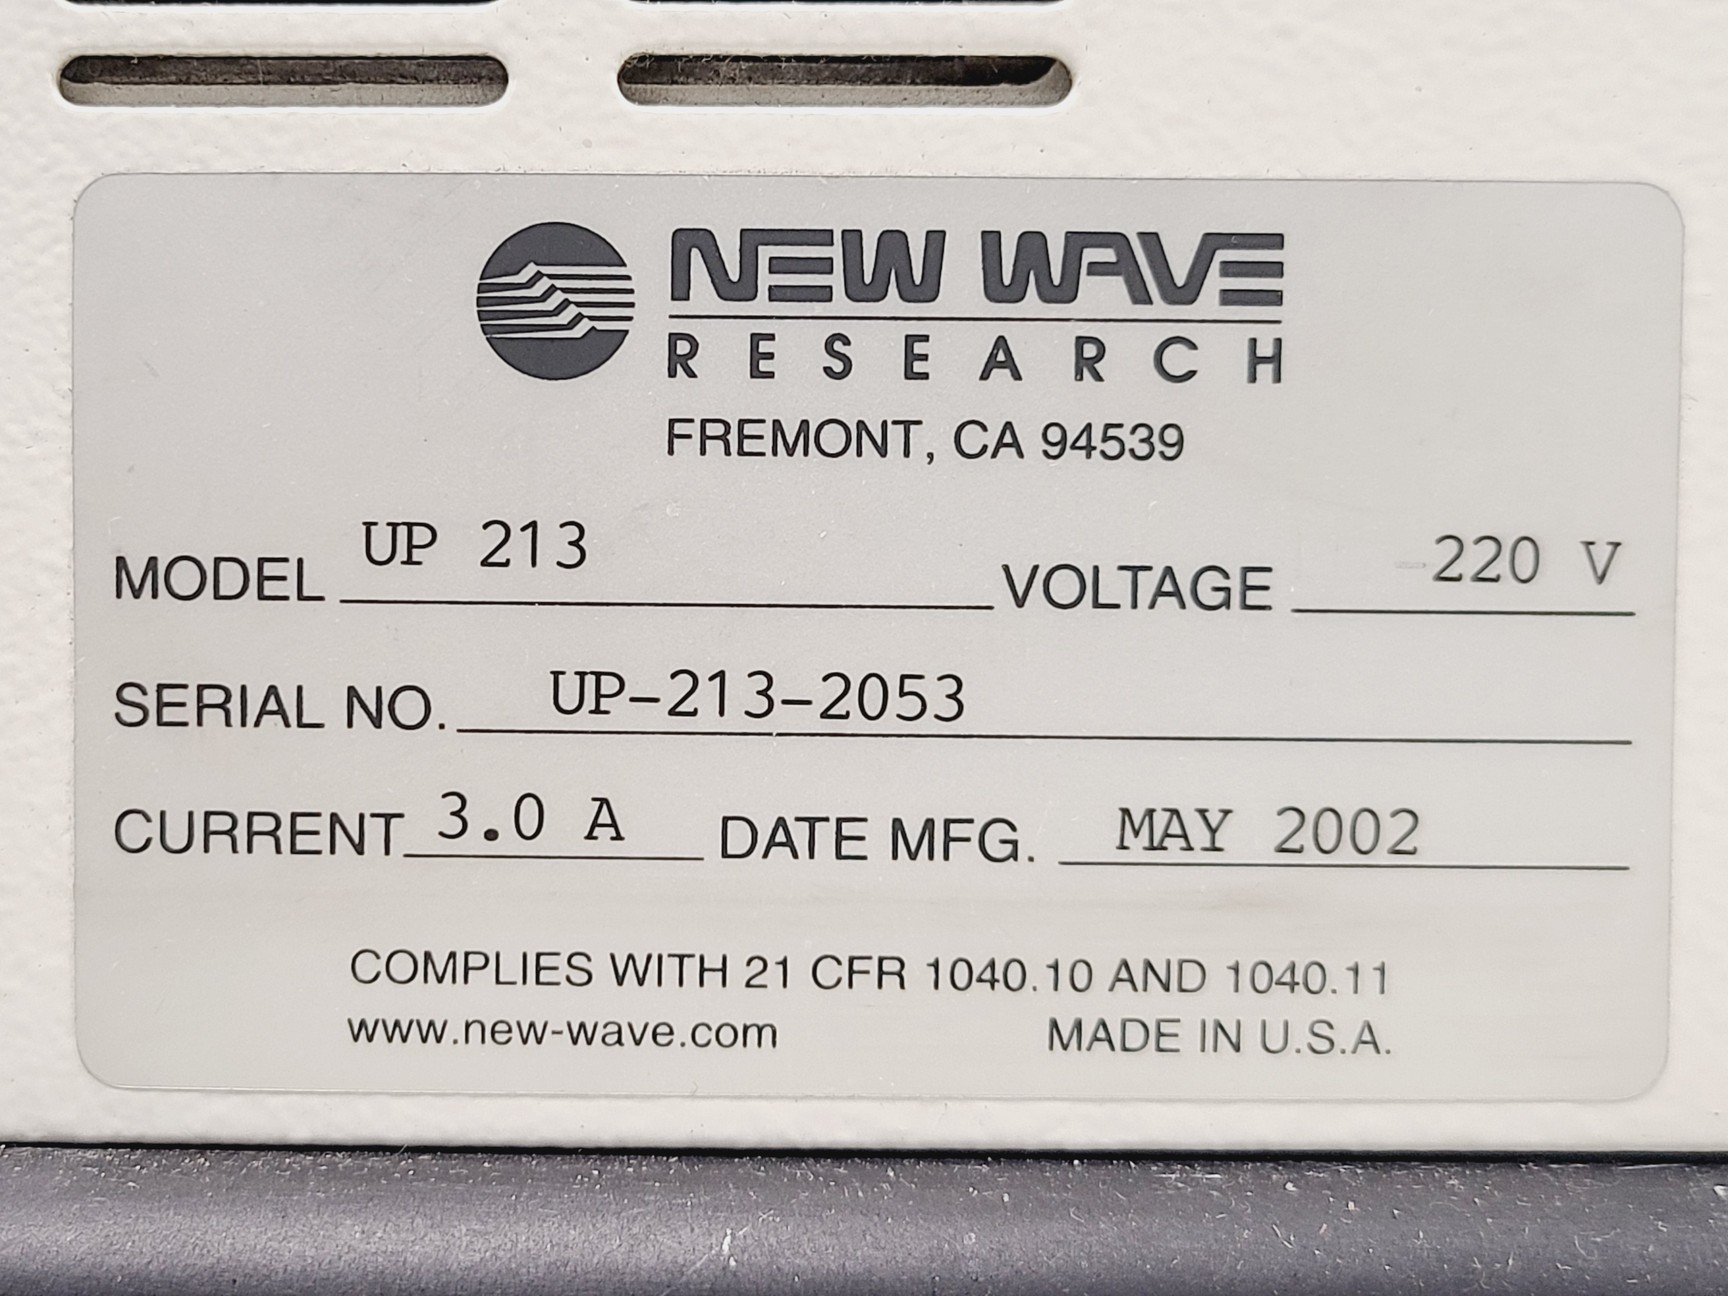 NEW WAVE
RESEARCH
FREMONT, CA 94539
MODEL UP 213 VOLTAGE 220 V
SERIAL NO. UP-213-2053
CURRENT 3.0 A DATE MFG. MAY 2002
COMPLIES WITH 21 CFR 1040.10 AND 1040.11
www.new-wave.com MADE IN U.S.A.